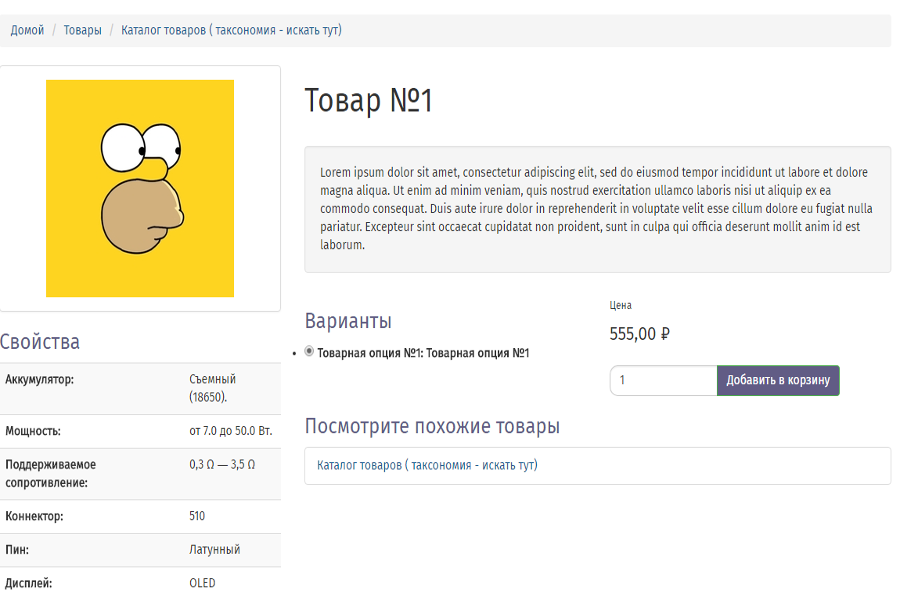 Домой / Товары / Каталог товаров ( таксономия - искать тут)
Товар №1
Lorem ipsum dolor sit amet, consectetur adipiscing elit, sed do eiusmod tempor incididunt ut labore et dolore
magna aliqua. Ut enim ad minim veniam, quis nostrud exercitation ullamco laboris nisi ut aliquip ex ea
commodo consequat. Duis aute irure dolor in reprehenderit in voluptate velit esse cillum dolore eu fugiat nulla
pariatur. Excepteur sint occaecat cupidatat non proident, sunt in culpa qui officia deserunt mollit anim id est
laborum.
Варианты
Товарная опция №1: Товарная опция №1
Цена
555,00 ₽
1 Добавить в корзину
Посмотрите похожие товары
Каталог товаров ( таксономия - искать тут)
Свойства
Аккумулятор: Съемный
(18650).
Мощность: от 7.0 до 50.0 Вт.
Поддерживаемое 0,3 Ω — 3,5 Ω
сопротивление:
Коннектор: 510
Пин: Латунный
Дисплей: OLED